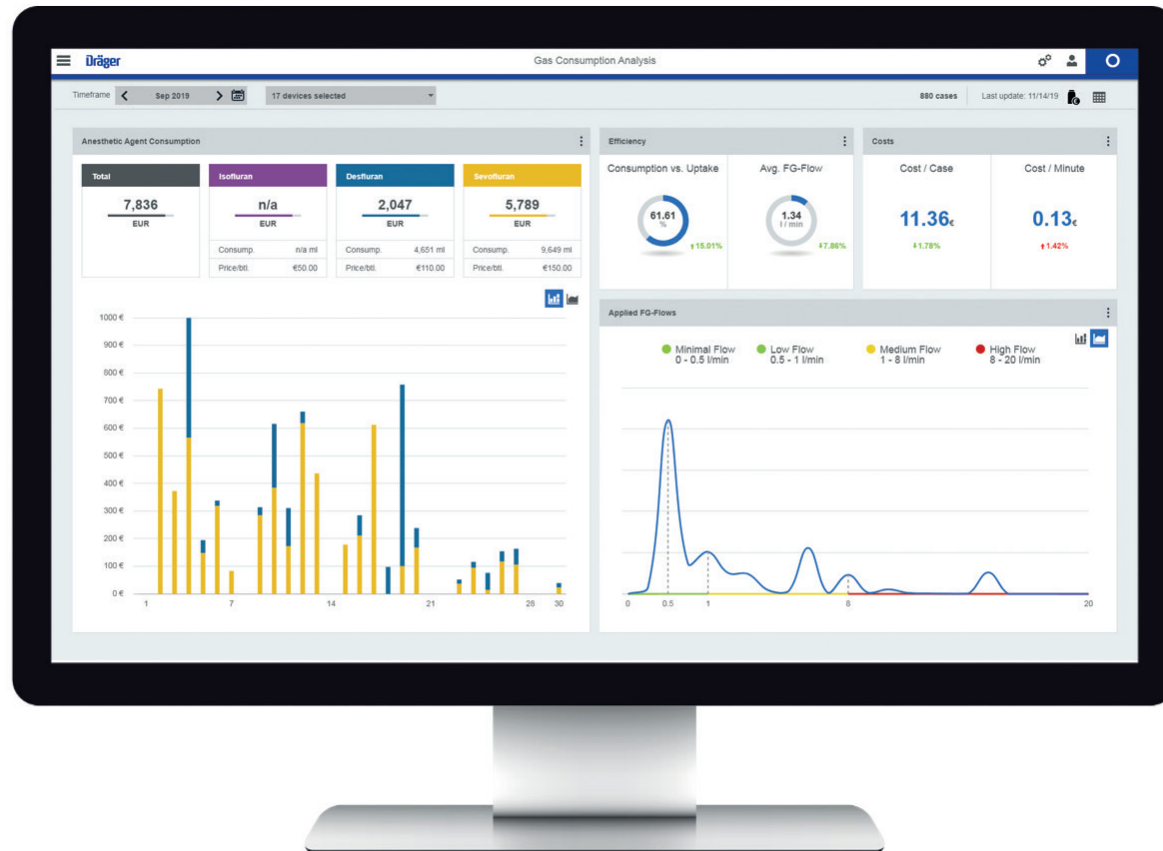 Dräger
Gas Consumption Analysis
Timeframe
Sep 2019
17 devices selected
880 cases
Last update: 11/14/19
Anesthetic Agent Consumption
Total
7,836
EUR
Isofluran
n/a
EUR
Consump. n/a ml
Price/btl. €50.00
Desfluran
2,047
EUR
Consump. 4,651 ml
Price/btl. €110.00
Sevofluran
5,789
EUR
Consump. 9,649 ml
Price/btl. €150.00
1000 €
900 €
800 €
700 €
600 €
500 €
400 €
300 €
200 €
100 €
0 €
1 7 14 21 28 30
Efficiency
Consumption vs. Uptake
61.61
%
15.01%
Avg. FG-Flow
1.34
l / min
7.86%
Costs
Cost / Case
11.36€
1.78%
Cost / Minute
0.13€
1.42%
Applied FG-Flows
Minimal Flow
0 - 0.5 l/min
Low Flow
0.5 - 1 l/min
Medium Flow
1 - 8 l/min
High Flow
8 - 20 l/min
0 0.5 1 8 20